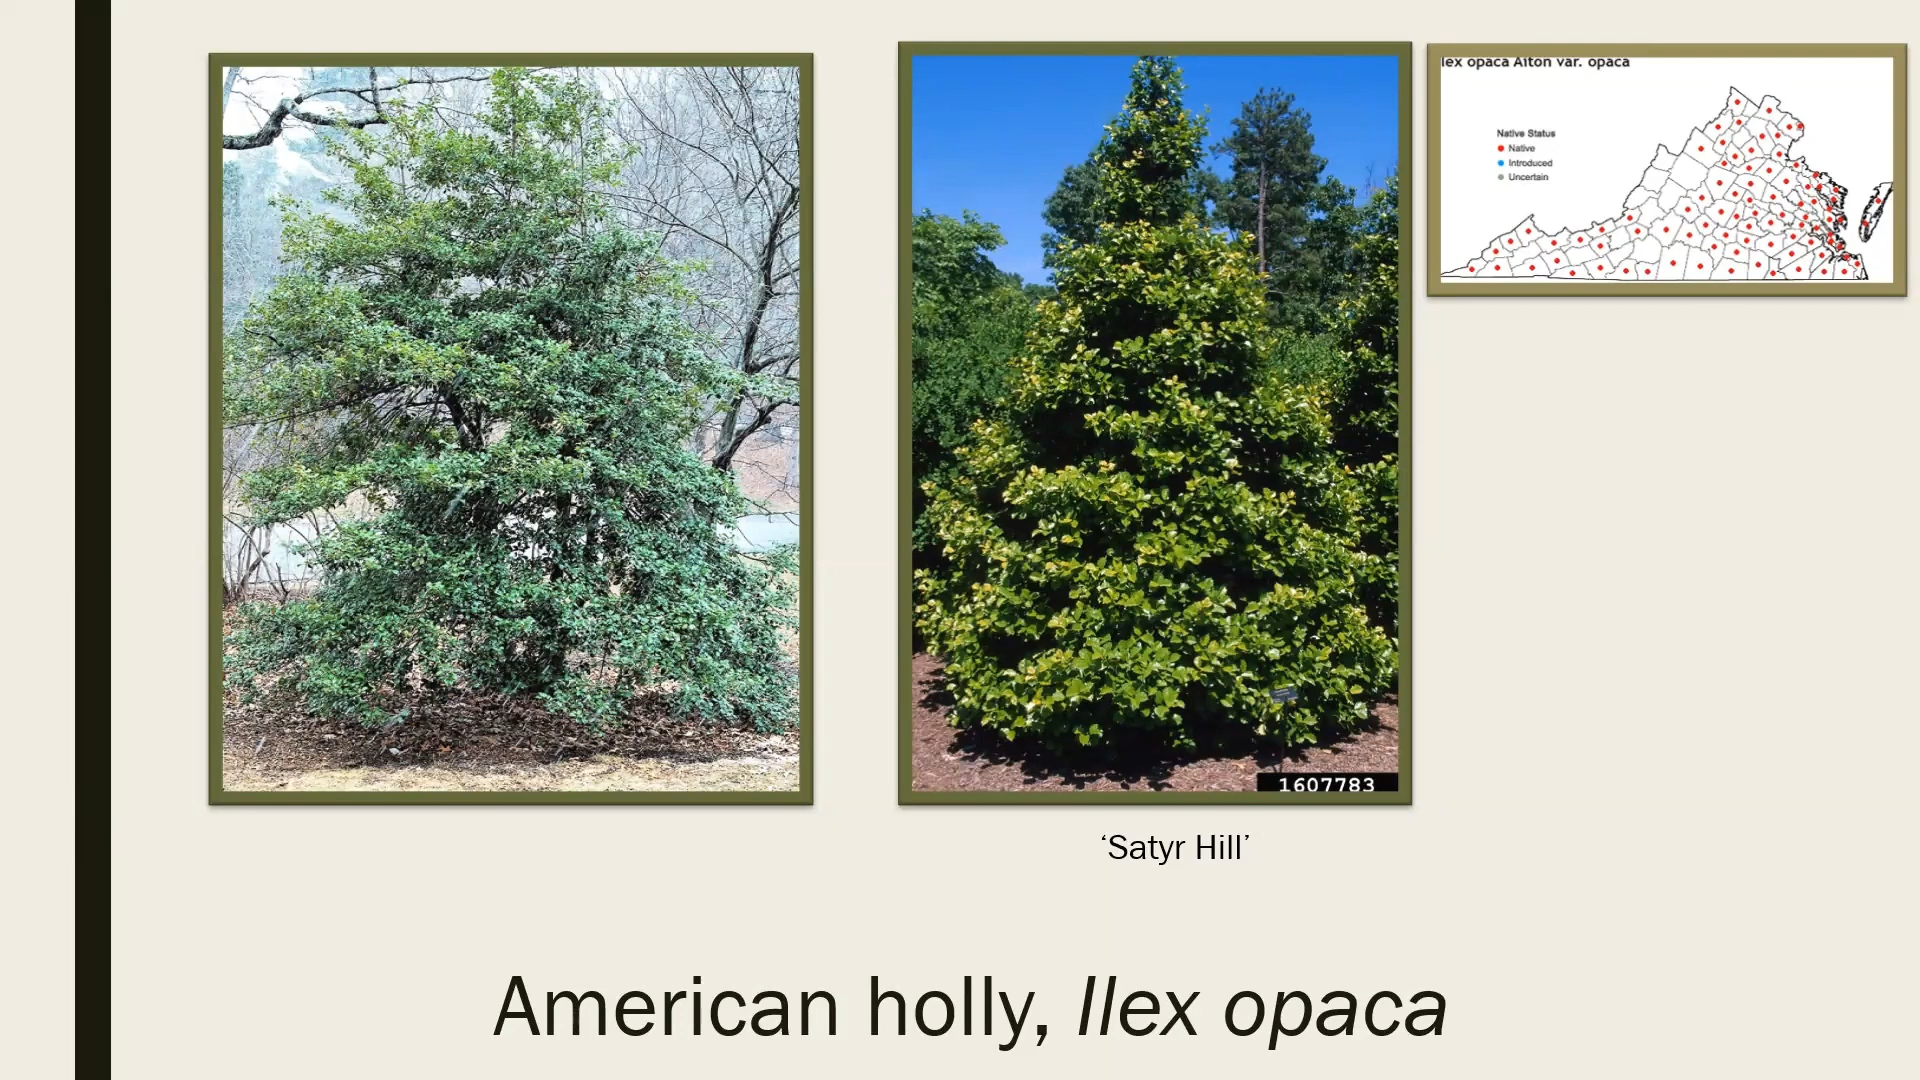 lex opaca Aiton var. opaca
Native Status
Native
Introduced
Uncertain
1607783
‘Satyr Hill’
American holly, Ilex opaca